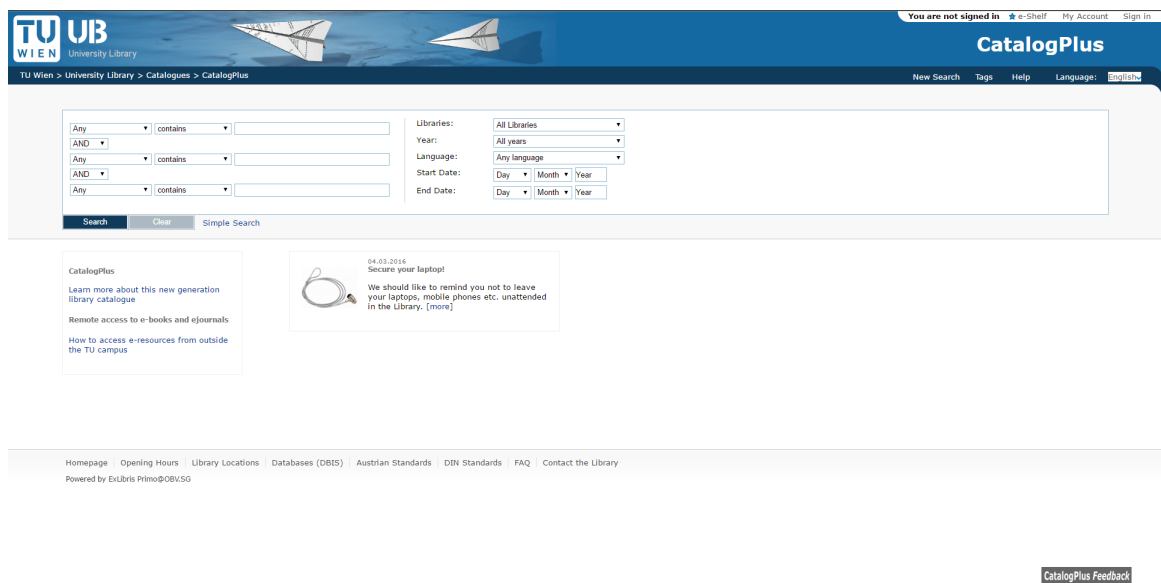 You are not signed in e-Shelf My Account Sign in
TU WIEN
UB
University Library
CatalogPlus
TU Wien > University Library > Catalogues > CatalogPlus
New Search Tags Help Language: English
Any contains
AND
Any contains
AND
Any contains
Libraries: All Libraries
Year: All years
Language: Any language
Start Date: Day Month Year
End Date: Day Month Year
Search Clear Simple Search
CatalogPlus
Learn more about this new generation
library catalogue
Remote access to e-books and ejournals
How to access e-resources from outside
the TU campus
04.03.2016
Secure your laptop!
We should like to remind you not to leave
your laptops, mobile phones etc. unattended
in the Library. [more]
Homepage Opening Hours Library Locations Databases (DBIS) Austrian Standards DIN Standards FAQ Contact the Library
Powered by ExLibris Primo@OBV.SG
CatalogPlus Feedback